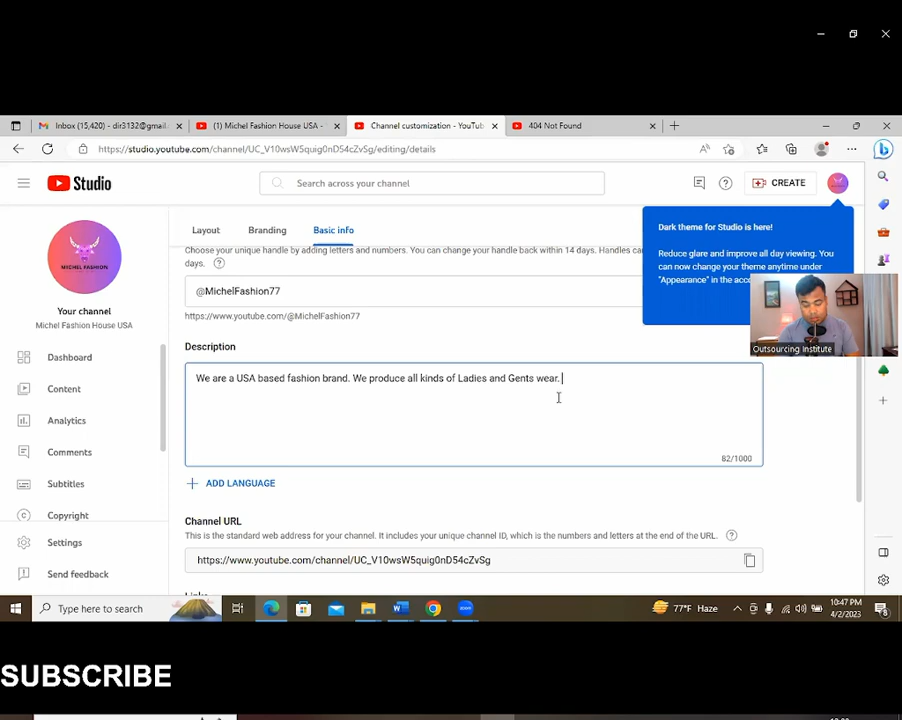 Inbox (15,420) - dir3132@gmail.
(1) Michel Fashion House USA -
Channel customization - YouTub
404 Not Found
https://studio.youtube.com/channel/UC_V10wsW5quig0nD54cZvSg/editing/details
Studio
Search across your channel
CREATE
Layout
Branding
Basic info
Dark theme for Studio is here!
Reduce glare and improve all day viewing. You
can now change your theme anytime under
"Appearance" in the acc
Choose your unique handle by adding letters and numbers. You can change your handle back within 14 days. Handles can
days.
@MichelFashion77
https://www.youtube.com/@MichelFashion77
MICHEL FASHION
Your channel
Michel Fashion House USA
Dashboard
Content
Analytics
Comments
Subtitles
Copyright
Settings
Send feedback
Outsourcing Institute
Description
We are a USA based fashion brand. We produce all kinds of Ladies and Gents wear.
82/1000
ADD LANGUAGE
Channel URL
This is the standard web address for your channel. It includes your unique channel ID, which is the numbers and letters at the end of the URL.
https://www.youtube.com/channel/UC_V10wsW5quig0nD54cZvSg
Links
Type here to search
77°F Haze
10:47 PM
4/2/2023
SUBSCRIBE